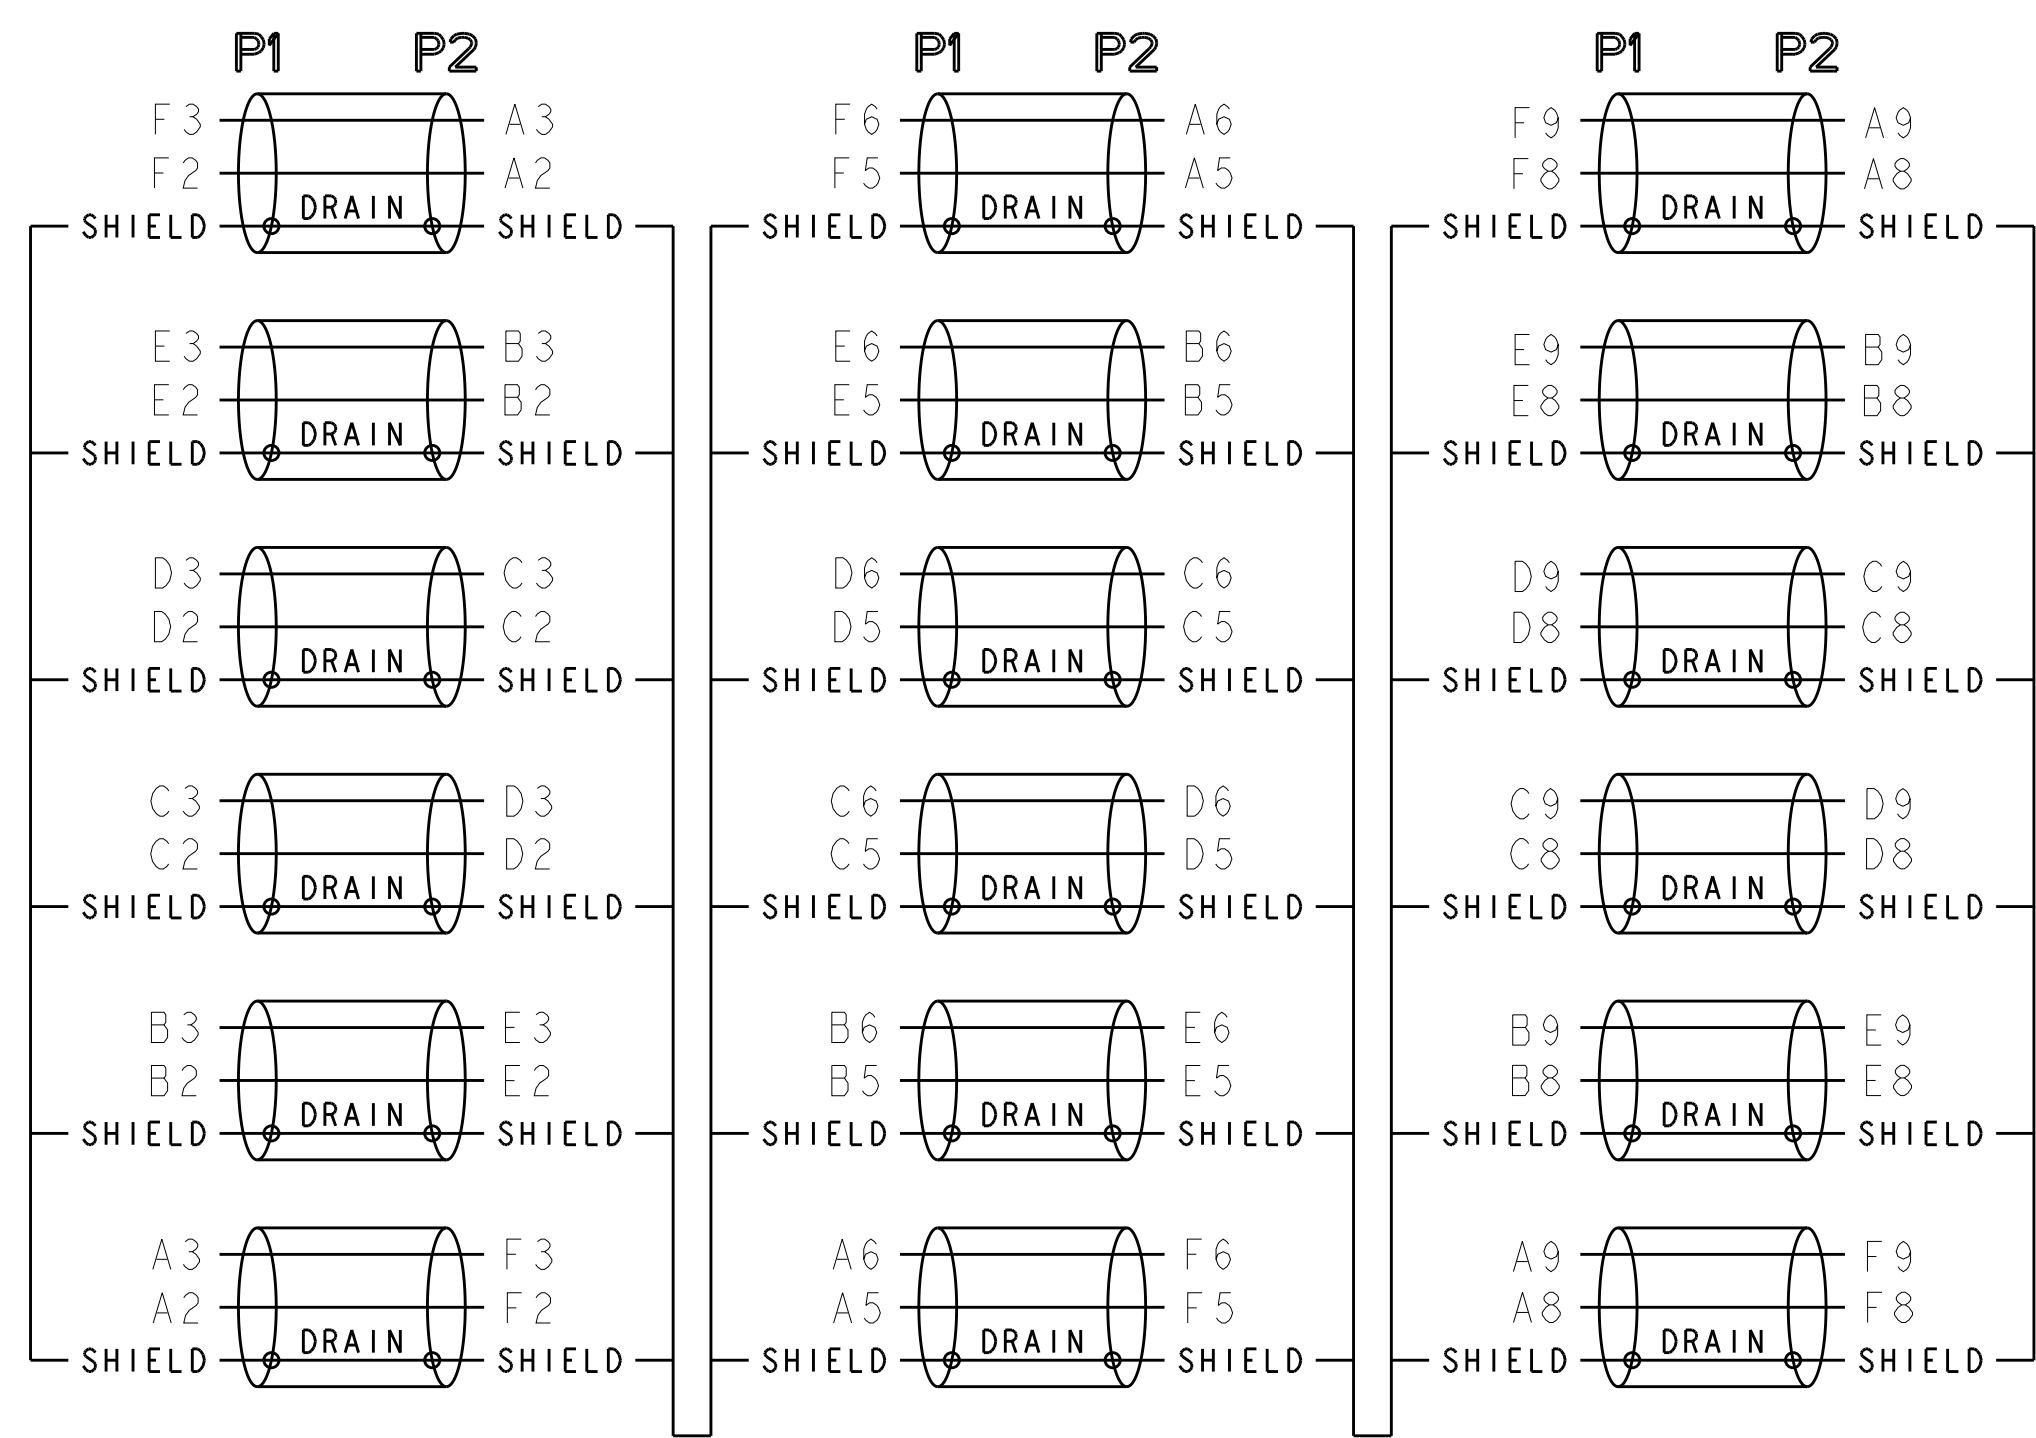 P1 P2 P1 P2 P1 P2
F3 A3 F6 A6 F9 A9
F2 A2 F5 A5 F8 A8
DRAIN DRAIN DRAIN
SHIELD SHIELD SHIELD SHIELD SHIELD SHIELD
E3 B3 E6 B6 E9 B9
E2 B2 E5 B5 E8 B8
DRAIN DRAIN DRAIN
SHIELD SHIELD SHIELD SHIELD SHIELD SHIELD
D3 C3 D6 C6 D9 C9
D2 C2 D5 C5 D8 C8
DRAIN DRAIN DRAIN
SHIELD SHIELD SHIELD SHIELD SHIELD SHIELD
C3 D3 C6 D6 C9 D9
C2 D2 C5 D5 C8 D8
DRAIN DRAIN DRAIN
SHIELD SHIELD SHIELD SHIELD SHIELD SHIELD
B3 E3 B6 E6 B9 E9
B2 E2 B5 E5 B8 E8
DRAIN DRAIN DRAIN
SHIELD SHIELD SHIELD SHIELD SHIELD SHIELD
A3 F3 A6 F6 A9 F9
A2 F2 A5 F5 A8 F8
DRAIN DRAIN DRAIN
SHIELD SHIELD SHIELD SHIELD SHIELD SHIELD